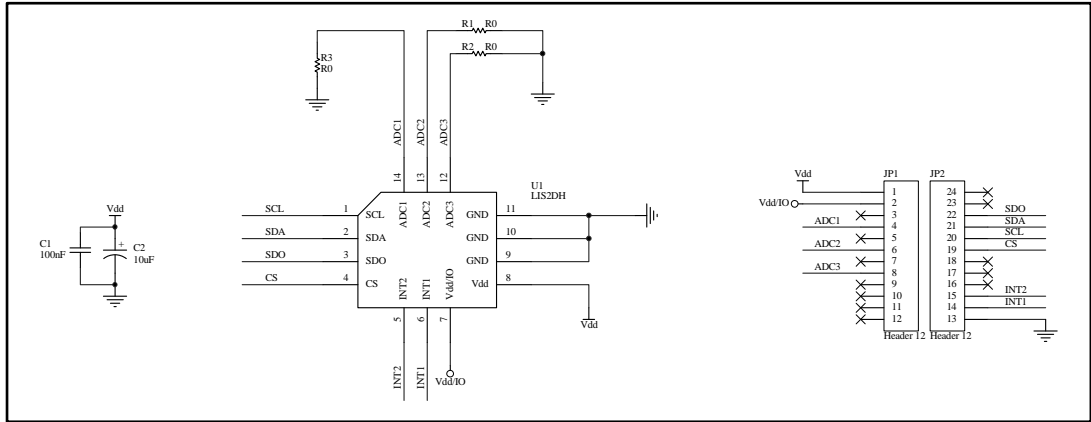 R1 R0
R2 R0
R3
R0
ADC1
ADC2
ADC3
14
13
12
U1
LIS2DH
SCL 1 SCL
SDA 2 SDA
SDO 3 SDO
CS 4 CS
ADC1
ADC2
ADC3
GND 11
GND 10
GND 9
Vdd 8
INT2
INT1
Vdd/IO
5
6
7
INT2
INT1
Vdd/IO
Vdd
Vdd
C1
100nF
+
C2
10uF
Vdd
Vdd/IO
ADC1
ADC2
ADC3
JP1
1
2
3
4
5
6
7
8
9
10
11
12
Header 12
JP2
24
23
22 SDO
21 SDA
20 SCL
19 CS
18
17
16
15 INT2
14 INT1
13
Header 12